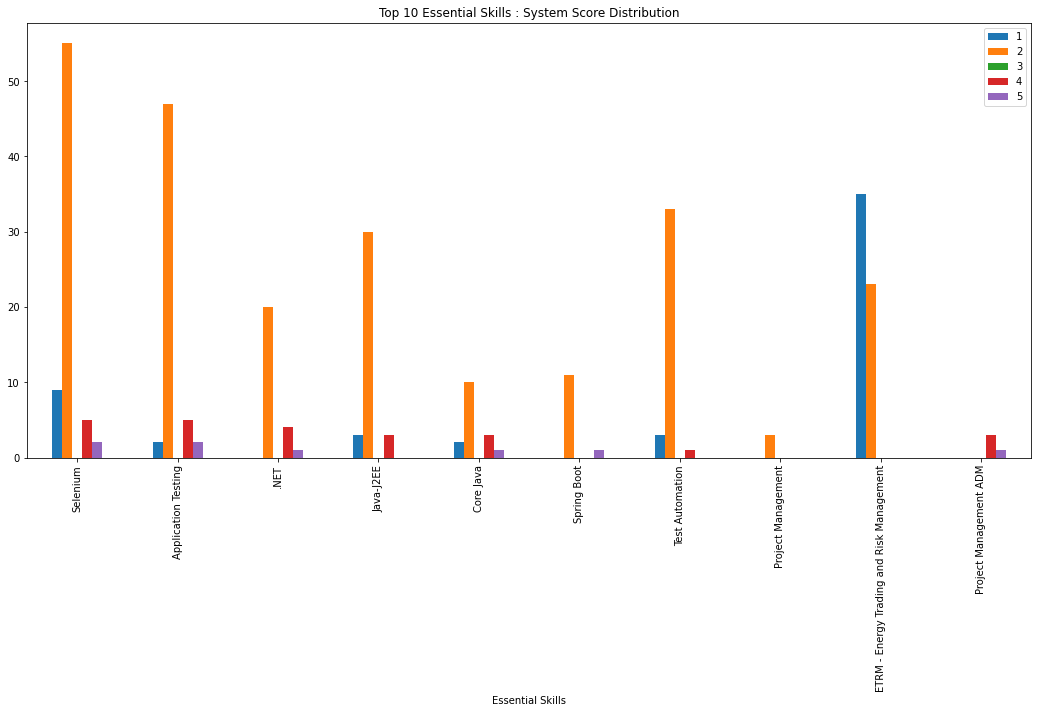 Top 10 Essential Skills : System Score Distribution
1
2
3
4
5
50
40
30
20
10
0
Selenium
Application Testing
.NET
Java-J2EE
Core Java
Spring Boot
Test Automation
Project Management
ETRM - Energy Trading and Risk Management
Project Management ADM
Essential Skills